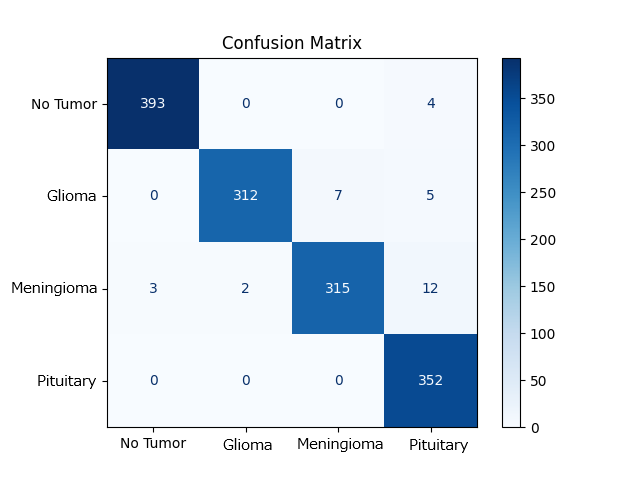 Confusion Matrix
No Tumor 393 0 0 4
Glioma 0 312 7 5
Meningioma 3 2 315 12
Pituitary 0 0 0 352
No Tumor Glioma Meningioma Pituitary
350
300
250
200
150
100
50
0